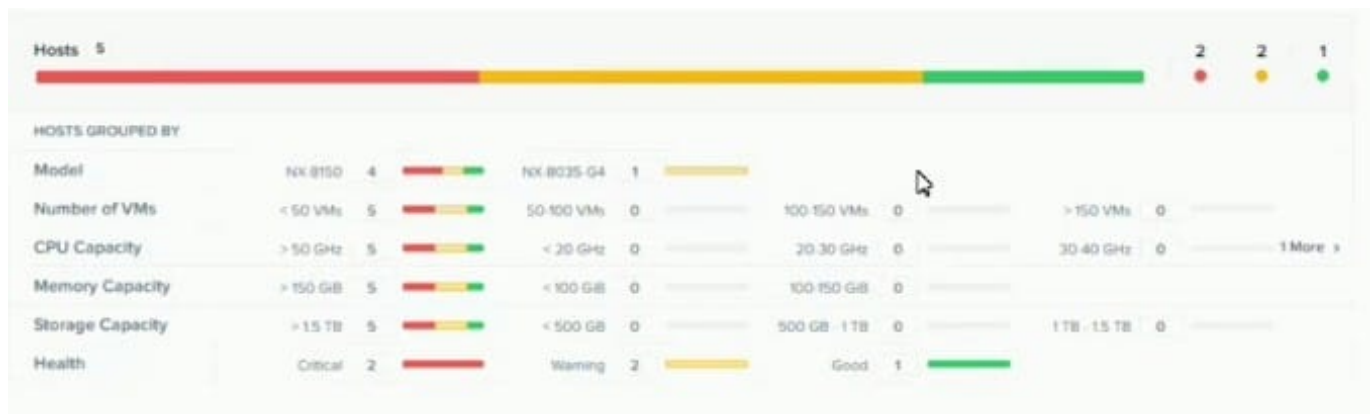 Hosts 5
2 2 1
HOSTS GROUPED BY
Model NX-8150 4 NX-8035-G4 1
Number of VMs < 50 VMs 5 50-100 VMs 0 100-150 VMs 0 > 150 VMs 0
CPU Capacity > 50 GHz 5 < 20 GHz 0 20-30 GHz 0 30-40 GHz 0 1 More ›
Memory Capacity > 150 GiB 5 < 100 GiB 0 100-150 GiB 0
Storage Capacity > 1.5 TB 5 < 500 GB 0 500 GB - 1 TB 0 1 TB - 1.5 TB 0
Health Critical 2 Warning 2 Good 1